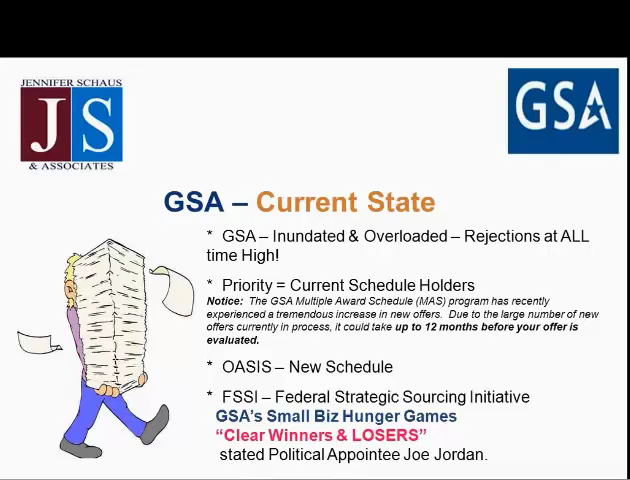 JENNIFER SCHAUS
JS
& ASSOCIATES
GSA
GSA – Current State
* GSA – Inundated & Overloaded – Rejections at ALL
time High!
* Priority = Current Schedule Holders
Notice: The GSA Multiple Award Schedule (MAS) program has recently
experienced a tremendous increase in new offers. Due to the large number of new
offers currently in process, it could take up to 12 months before your offer is
evaluated.
* OASIS – New Schedule
* FSSI – Federal Strategic Sourcing Initiative
GSA's Small Biz Hunger Games
“Clear Winners & LOSERS”
stated Political Appointee Joe Jordan.